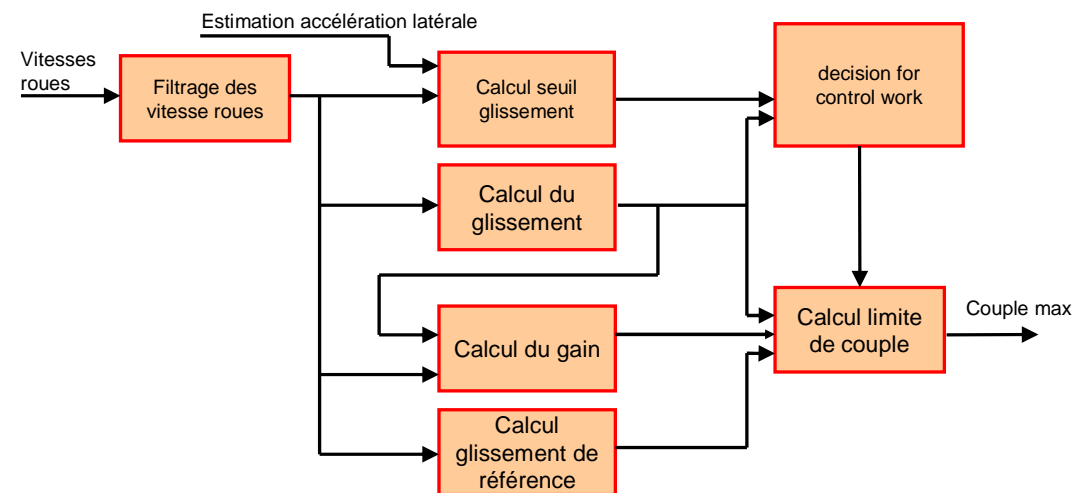 Estimation accélération latérale
Vitesses
roues
Filtrage des
vitesse roues
Calcul seuil
glissement
decision for
control work
Calcul du
glissement
Calcul du gain
Calcul limite
de couple
Couple max
Calcul
glissement de
référence